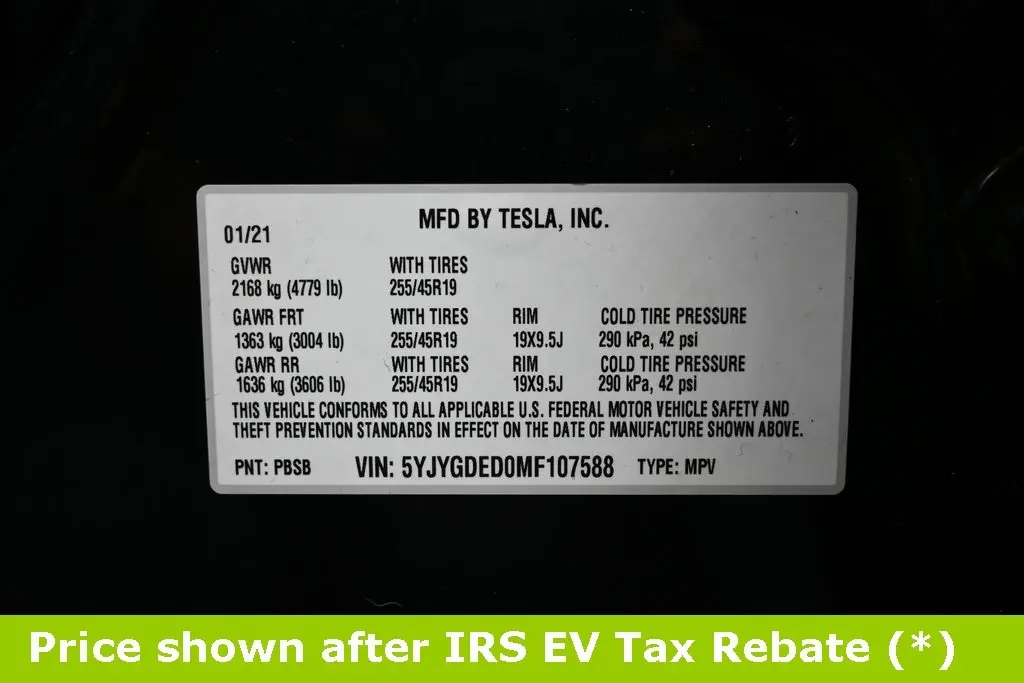 MFD BY TESLA, INC.
01/21
GVWR WITH TIRES
2168 kg (4779 lb) 255/45R19
GAWR FRT WITH TIRES RIM COLD TIRE PRESSURE
1363 kg (3004 lb) 255/45R19 19X9.5J 290 kPa, 42 psi
GAWR RR WITH TIRES RIM COLD TIRE PRESSURE
1636 kg (3606 lb) 255/45R19 19X9.5J 290 kPa, 42 psi
THIS VEHICLE CONFORMS TO ALL APPLICABLE U.S. FEDERAL MOTOR VEHICLE SAFETY AND
THEFT PREVENTION STANDARDS IN EFFECT ON THE DATE OF MANUFACTURE SHOWN ABOVE.
PNT: PBSB VIN: 5YJYGDED0MF107588 TYPE: MPV
Price shown after IRS EV Tax Rebate (*)